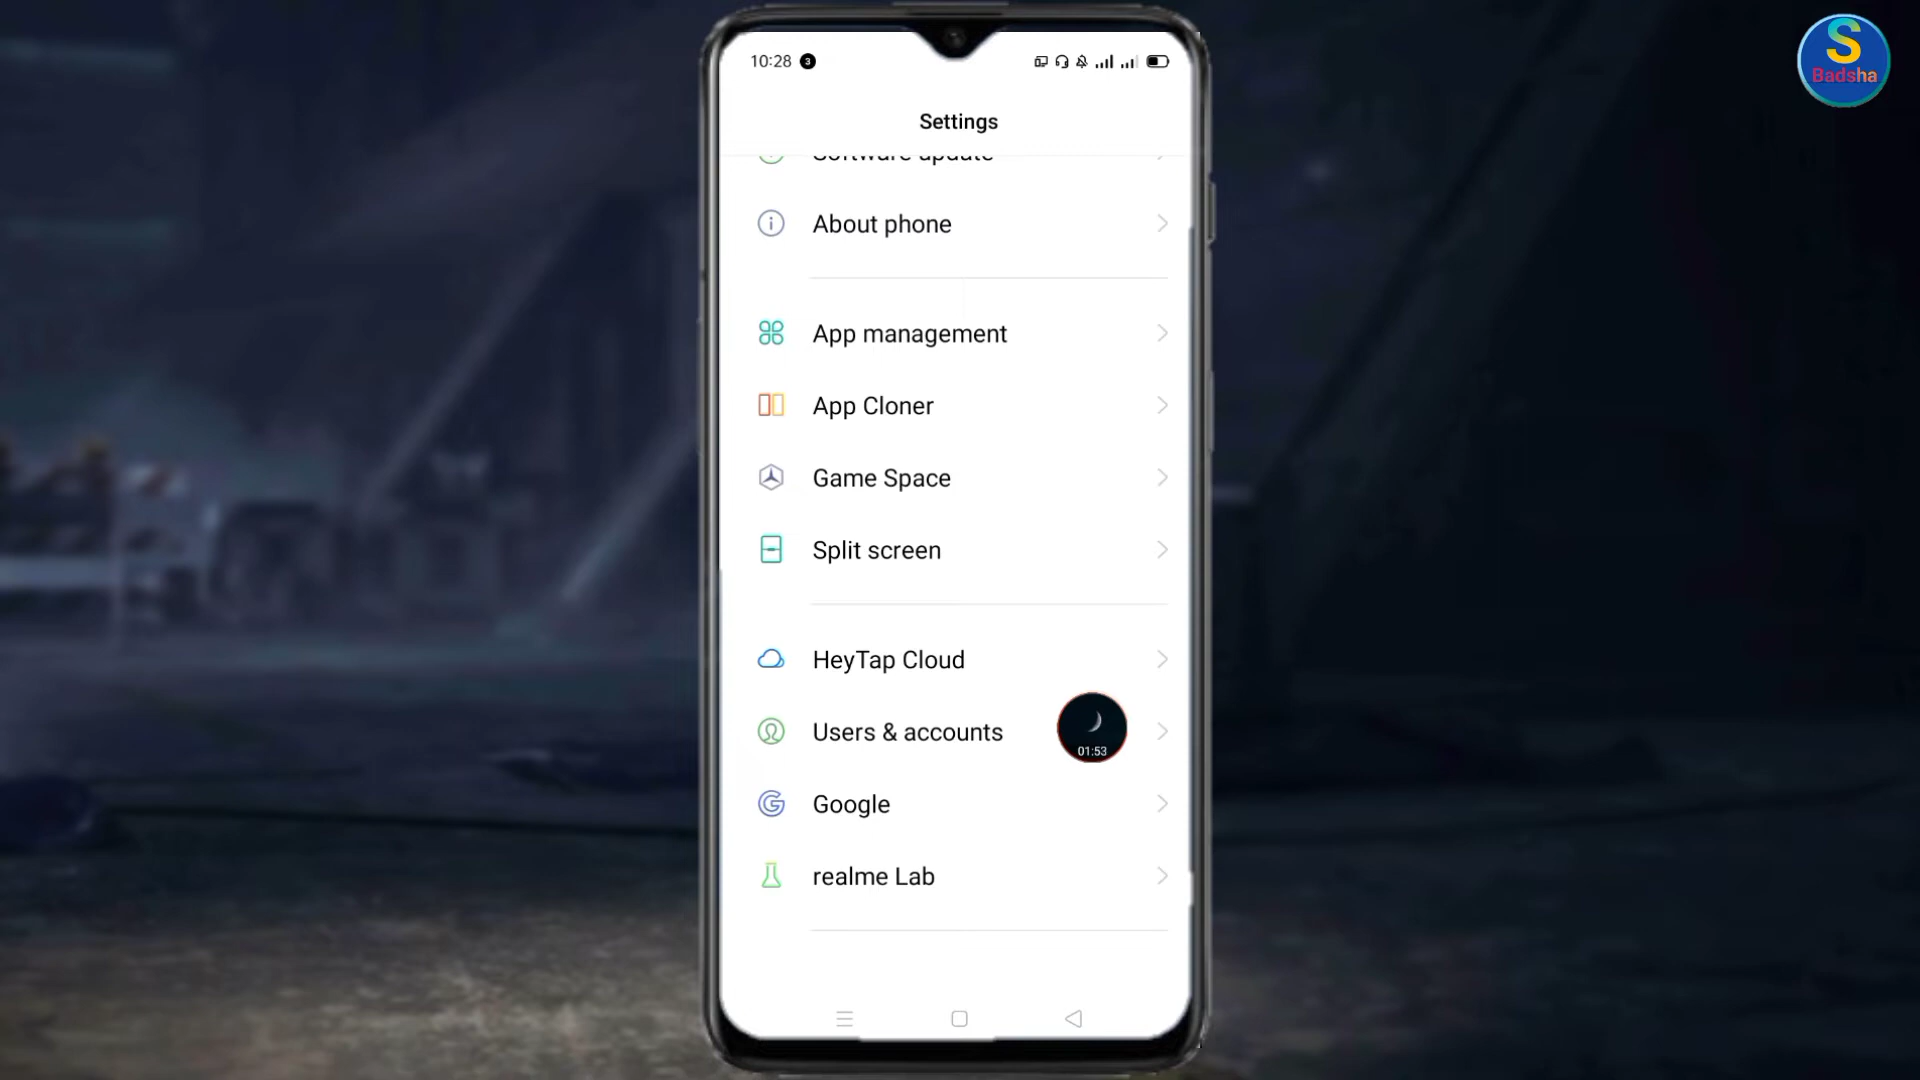 S
Badsha
10:28 3
Settings
Software update
About phone
App management
App Cloner
Game Space
Split screen
HeyTap Cloud
Users & accounts
01:53
Google
realme Lab